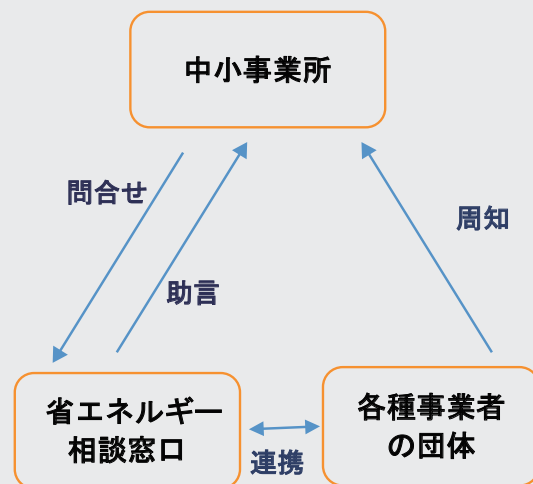 中小事業所
問合せ
周知
助言
省エネルギー
相談窓口
各種事業者
の団体
連携